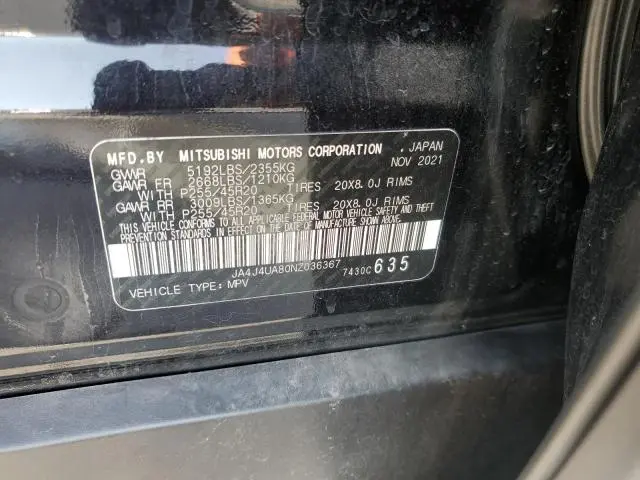 MFD.BY MITSUBISHI MOTORS CORPORATION , JAPAN
GVWR 5192LBS/2355KG NOV 2021
GAWR FR 2668LBS/1210KG
WITH P255/45R20 TIRES 20X8.0J RIMS
GAWR RR 3009LBS/1365KG
WITH P255/45R20 TIRES 20X8.0J RIMS
THIS VEHICLE CONFORMS TO ALL APPLICABLE FEDERAL MOTOR VEHICLE SAFETY AND THEFT
PREVENTION STANDARDS IN EFFECT ON THE DATE OF MANUFACTURE SHOWN ABOVE.
JA4J4UA80NZ036367 7430C635
VEHICLE TYPE: MPV